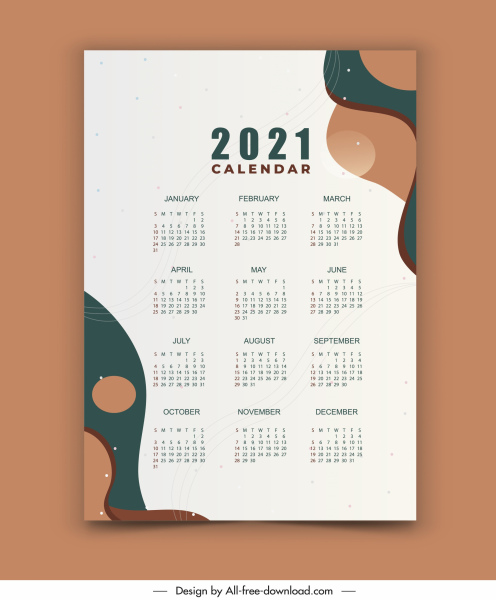 2021
CALENDAR
JANUARY
S M T W T F S
1 2
3 4 5 6 7 8 9
10 11 12 13 14 15 16
17 18 19 20 21 22 23
24 25 26 27 28 29 30
31
FEBRUARY
S M T W T F S
1 2 3 4 5 6
7 8 9 10 11 12 13
14 15 16 17 18 19 20
21 22 23 24 25 26 27
28
MARCH
S M T W T F S
1 2 3 4 5 6
7 8 9 10 11 12 13
14 15 16 17 18 19 20
21 22 23 24 25 26 27
28 29 30 31
APRIL
S M T W T F S
1 2 3
4 5 6 7 8 9 10
11 12 13 14 15 16 17
18 19 20 21 22 23 24
25 26 27 28 29 30
MAY
S M T W T F S
1
2 3 4 5 6 7 8
9 10 11 12 13 14 15
16 17 18 19 20 21 22
23 24 25 26 27 28 29
30 31
JUNE
S M T W T F S
1 2 3 4 5
6 7 8 9 10 11 12
13 14 15 16 17 18 19
20 21 22 23 24 25 26
27 28 29 30
JULY
S M T W T F S
1 2 3
4 5 6 7 8 9 10
11 12 13 14 15 16 17
18 19 20 21 22 23 24
25 26 27 28 29 30 31
AUGUST
S M T W T F S
1 2 3 4 5 6 7
8 9 10 11 12 13 14
15 16 17 18 19 20 21
22 23 24 25 26 27 28
29 30 31
SEPTEMBER
S M T W T F S
1 2 3 4
5 6 7 8 9 10 11
12 13 14 15 16 17 18
19 20 21 22 23 24 25
26 27 28 29 30
OCTOBER
S M T W T F S
1 2
3 4 5 6 7 8 9
10 11 12 13 14 15 16
17 18 19 20 21 22 23
24 25 26 27 28 29 30
31
NOVEMBER
S M T W T F S
1 2 3 4 5 6
7 8 9 10 11 12 13
14 15 16 17 18 19 20
21 22 23 24 25 26 27
28 29 30
DECEMBER
S M T W T F S
1 2 3 4
5 6 7 8 9 10 11
12 13 14 15 16 17 18
19 20 21 22 23 24 25
26 27 28 29 30
Design by All-free-download.com